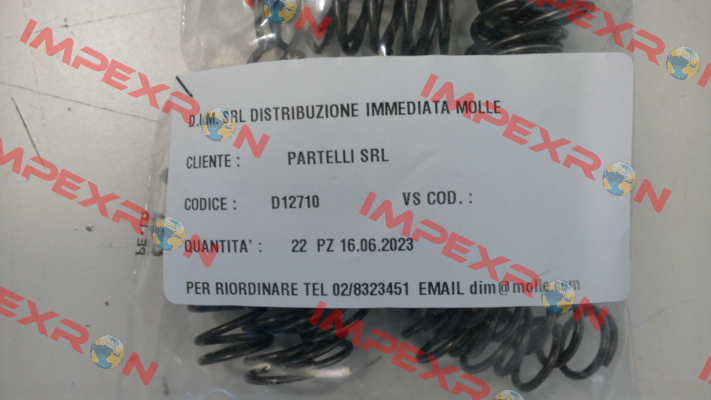 IMPEXRON
D.I.M. SRL DISTRIBUZIONE IMMEDIATA MOLLE
CLIENTE : PARTELLI SRL
CODICE : D12710 VS COD. :
QUANTITA' : 22 PZ 16.06.2023
PER RIORDINARE TEL 02/8323451 EMAIL dim@molle.com